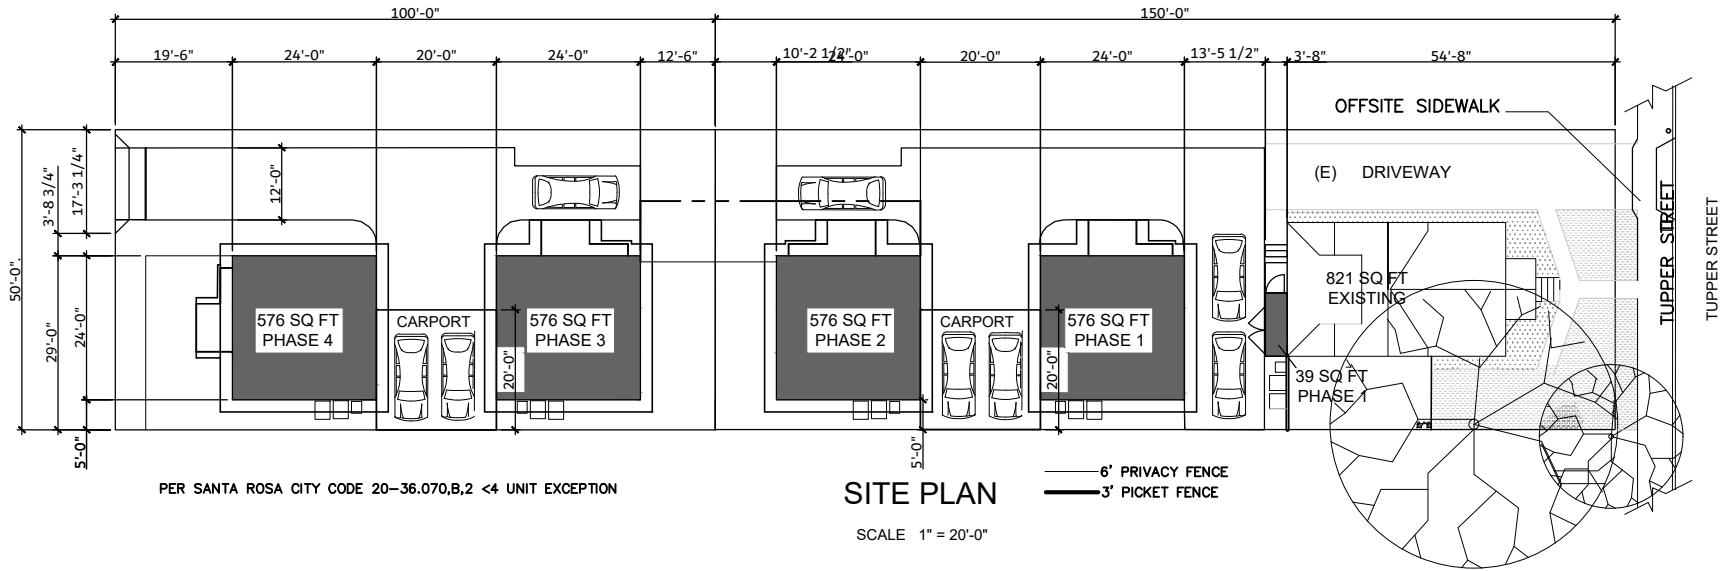 100'-0"
150'-0"
19'-6"
24'-0"
20'-0"
24'-0"
12'-6"
10'-2 1/2"
24'-0"
20'-0"
24'-0"
13'-5 1/2"
3'-8"
54'-8"
OFFSITE SIDEWALK
(E) DRIVEWAY
TUPPER STREET
TUPPER STREET
50'-0".
3'-8 3/4"
17'-3 1/4"
12'-0"
29'-0"
24'-0"
5'-0"
576 SQ FT
PHASE 4
CARPORT
20'-0"
576 SQ FT
PHASE 3
576 SQ FT
PHASE 2
CARPORT
5'-0"
20'-0"
576 SQ FT
PHASE 1
821 SQ FT
EXISTING
39 SQ FT
PHASE 1
PER SANTA ROSA CITY CODE 20-36.070,B,2 <4 UNIT EXCEPTION
SITE PLAN
SCALE 1" = 20'-0"
6' PRIVACY FENCE
3' PICKET FENCE